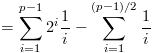 = \sum_{i=1}^{p-1} 2^i \frac{1}{i} - \sum_{i=1}^{(p-1)/2} \frac{1}{i}